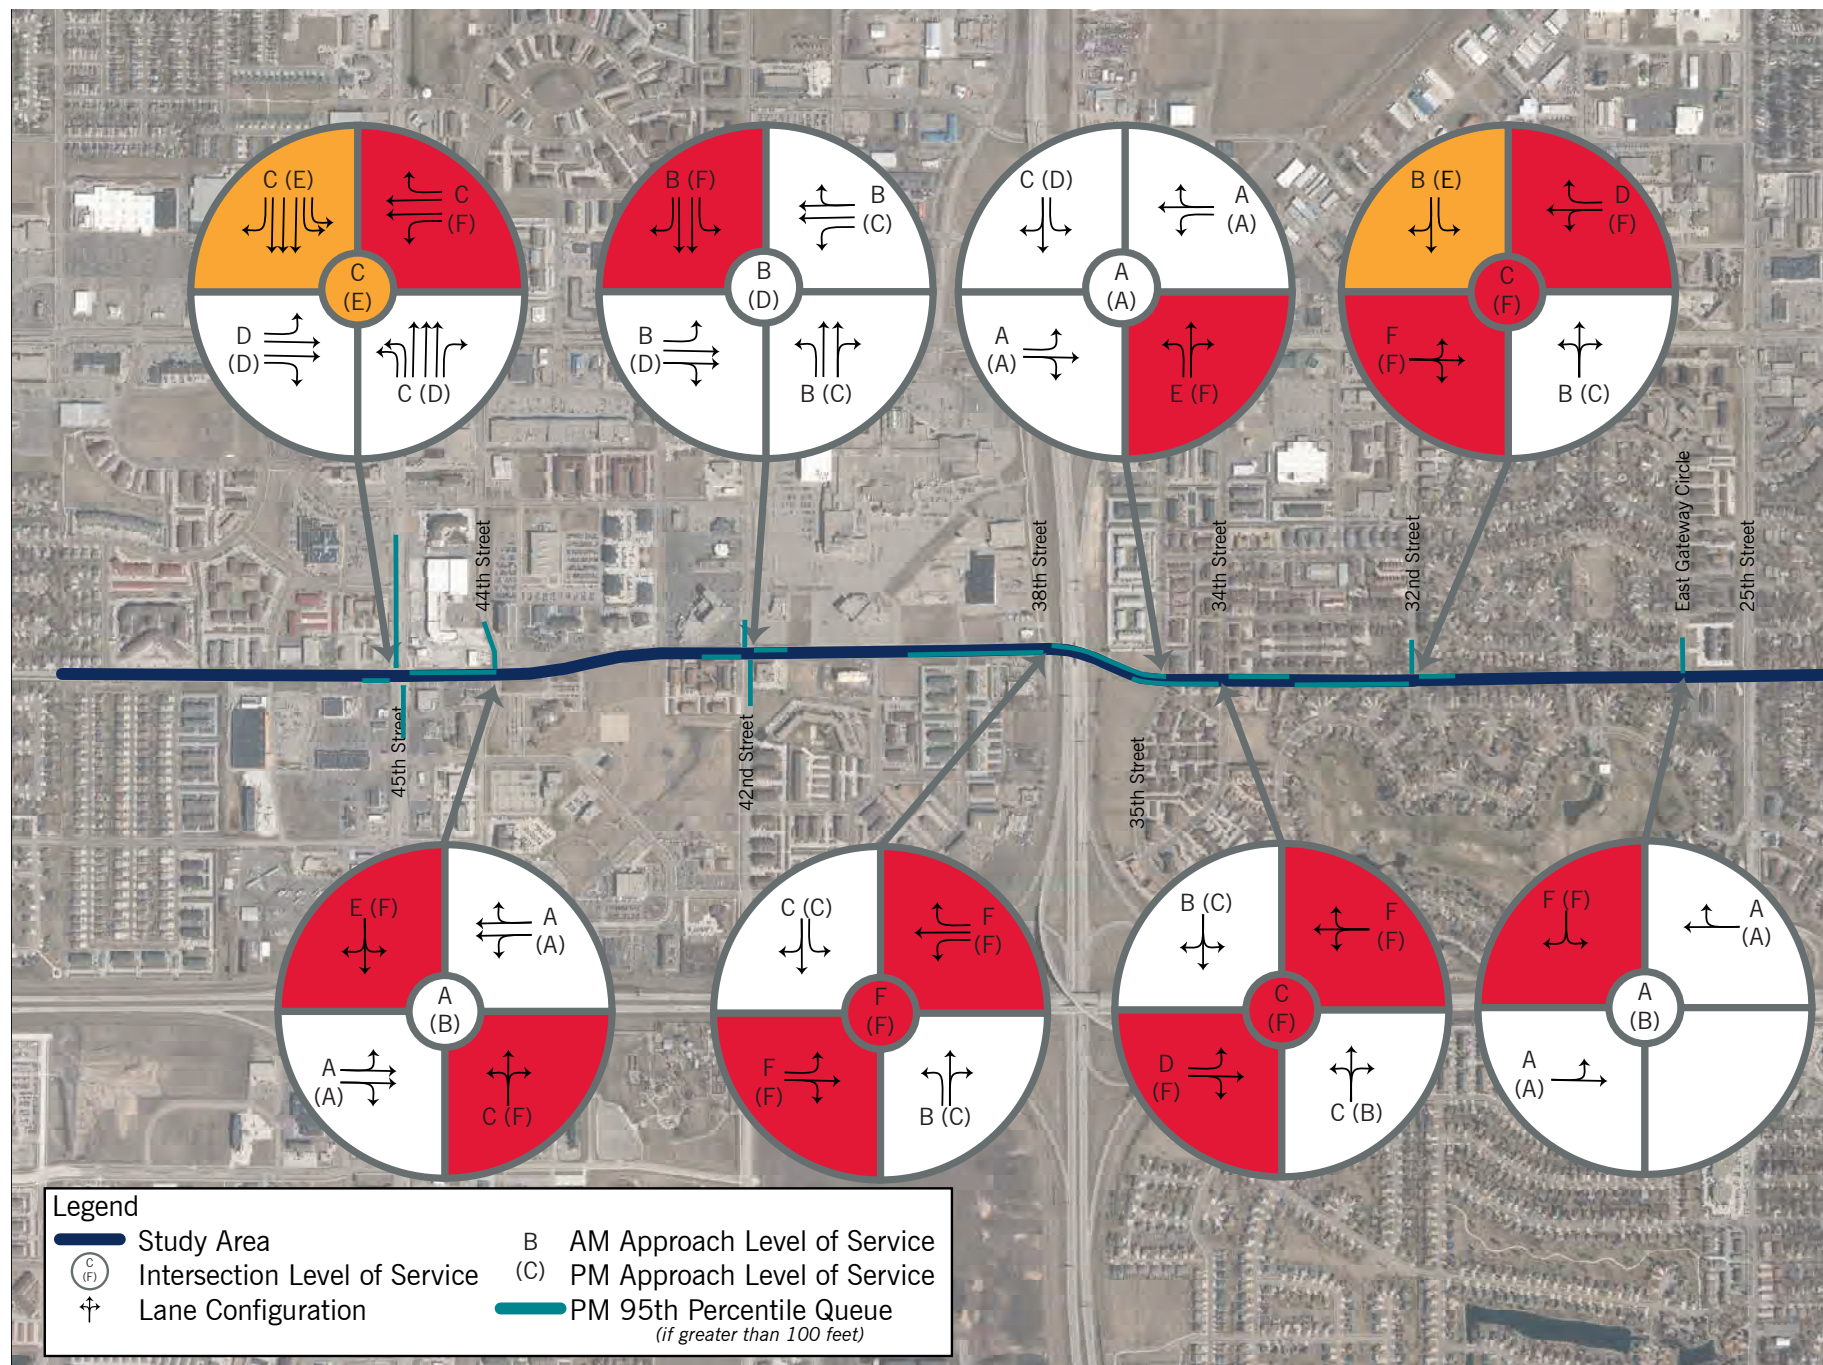 C (E)
C
(F)
C
(E)
D
(D)
C (D)
B (F)
B
(C)
B
(D)
B
(D)
B (C)
C (D)
A
(A)
A
(A)
A
(A)
E (F)
B (E)
D
(F)
C
(F)
F
(F)
B (C)
44th Street
38th Street
34th Street
32nd Street
East Gateway Circle
25th Street
45th Street
42nd Street
35th Street
E (F)
A
(A)
A
(B)
A
(A)
C (F)
C (C)
F
(F)
F
(F)
F
(F)
B (C)
B (C)
F
(F)
C
(F)
D
(F)
C (B)
F (F)
A
(A)
A
(B)
A
(A)
Legend
Study Area
C
(F)
Intersection Level of Service
Lane Configuration
B
AM Approach Level of Service
(C)
PM Approach Level of Service
PM 95th Percentile Queue
(if greater than 100 feet)